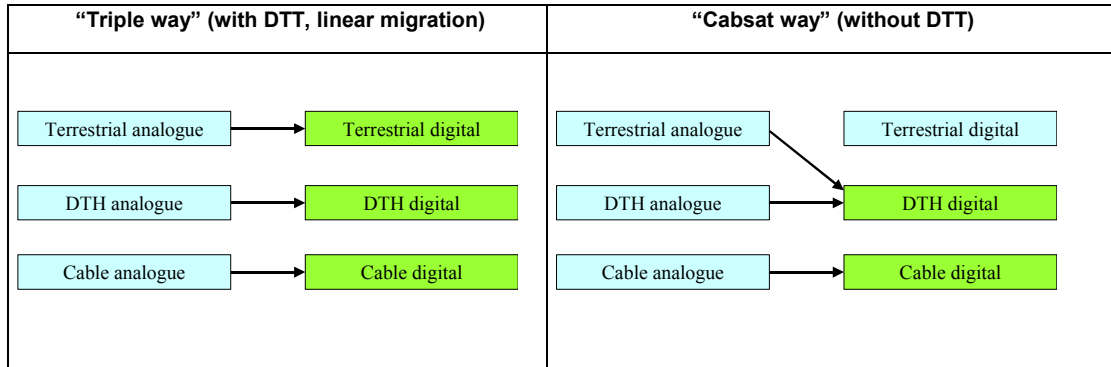 “Triple way” (with DTT, linear migration)
“Cabsat way” (without DTT)
Terrestrial analogue
Terrestrial digital
DTH analogue
DTH digital
Cable analogue
Cable digital
Terrestrial analogue
Terrestrial digital
DTH analogue
DTH digital
Cable analogue
Cable digital